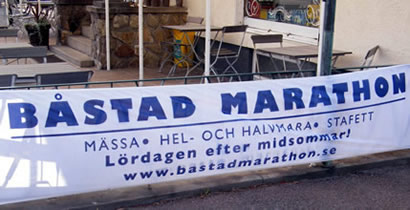 BÅSTAD MARATHON
MÄSSA • HEL- OCH HALVMARA • STAFETT
Lördagen efter midsommar!
www.bastadmarathon.se